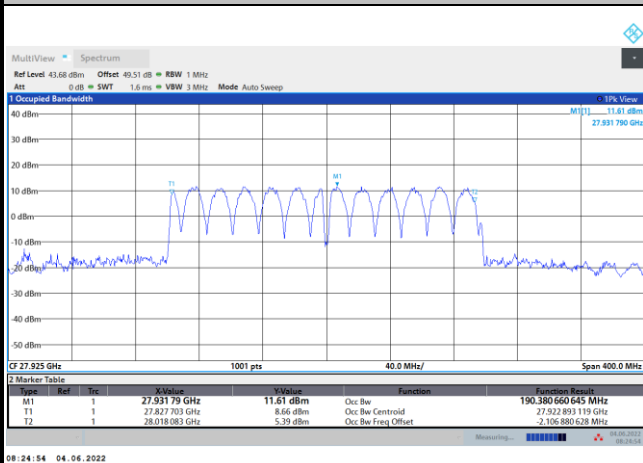 MultiView Spectrum
Ref Level 43.68 dBm Offset 49.51 dB RBW 1 MHz
Att 0 dB SWT 1.6 ms VBW 3 MHz Mode Auto Sweep
1 Occupied Bandwidth 1Pk View
M1[1] 11.61 dBm
27.931 790 GHz
40 dBm
30 dBm
20 dBm
M1
T1
T2
10 dBm
0 dBm
-10 dBm
-20 dBm
-30 dBm
-40 dBm
-50 dBm
CF 27.925 GHz 1001 pts 40.0 MHz/ Span 400.0 MHz
2 Marker Table
Type Ref Trc X-Value Y-Value Function Function Result
M1 1 27.931 79 GHz 11.61 dBm Occ Bw 190.380 660 645 MHz
T1 1 27.827 703 GHz 8.66 dBm Occ Bw Centroid 27.922 893 119 GHz
T2 1 28.018 083 GHz 5.39 dBm Occ Bw Freq Offset -2.106 880 628 MHz
Measuring... 04.06.2022
08:24:54
08:24:54 04.06.2022